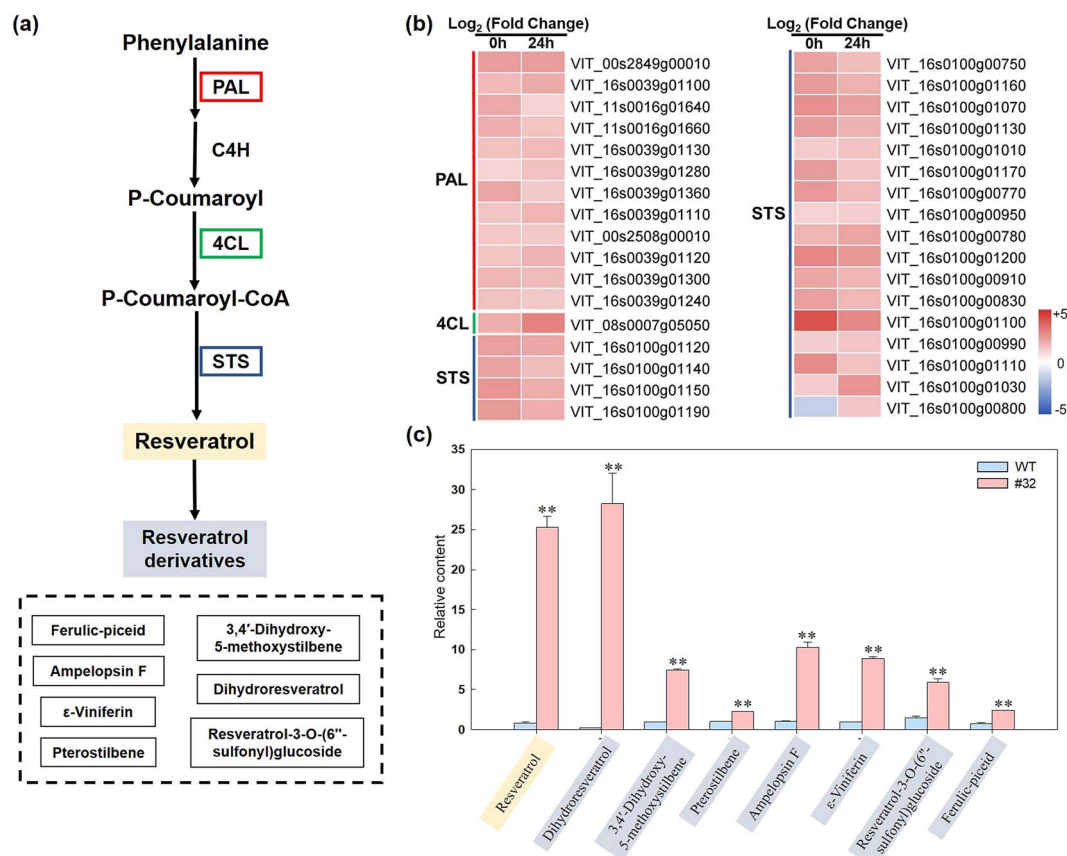 (a)
Phenylalanine
PAL
C4H
P-Coumaroyl
4CL
P-Coumaroyl-CoA
STS
Resveratrol
Resveratrol
derivatives
Ferulic-piceid
Ampelopsin F
ε-Viniferin
Pterostilbene
3,4′-Dihydroxy-
5-methoxystilbene
Dihydroresveratrol
Resveratrol-3-O-(6″-
sulfonyl)glucoside
(b)
Log2 (Fold Change)
0h 24h
PAL
VIT_00s2849g00010
VIT_16s0039g01100
VIT_11s0016g01640
VIT_11s0016g01660
VIT_16s0039g01130
VIT_16s0039g01280
VIT_16s0039g01360
VIT_16s0039g01110
VIT_00s2508g00010
VIT_16s0039g01120
VIT_16s0039g01300
VIT_16s0039g01240
4CL
VIT_08s0007g05050
STS
VIT_16s0100g01120
VIT_16s0100g01140
VIT_16s0100g01150
VIT_16s0100g01190
Log2 (Fold Change)
0h 24h
STS
VIT_16s0100g00750
VIT_16s0100g01160
VIT_16s0100g01070
VIT_16s0100g01130
VIT_16s0100g01010
VIT_16s0100g01170
VIT_16s0100g00770
VIT_16s0100g00950
VIT_16s0100g00780
VIT_16s0100g01200
VIT_16s0100g00910
VIT_16s0100g00830
VIT_16s0100g01100
VIT_16s0100g00990
VIT_16s0100g01110
VIT_16s0100g01030
VIT_16s0100g00800
+5
0
-5
(c)
Relative content
35
30
25
20
15
10
5
0
WT
#32
**
**
**
**
**
**
**
**
Resveratrol
Dihydroresveratrol
3,4′-Dihydroxy-
5-methoxystilbene
Pterostilbene
Ampelopsin F
ε-Viniferin
Resveratrol-3-O-(6″-
sulfonyl)glucoside
Ferulic-piceid